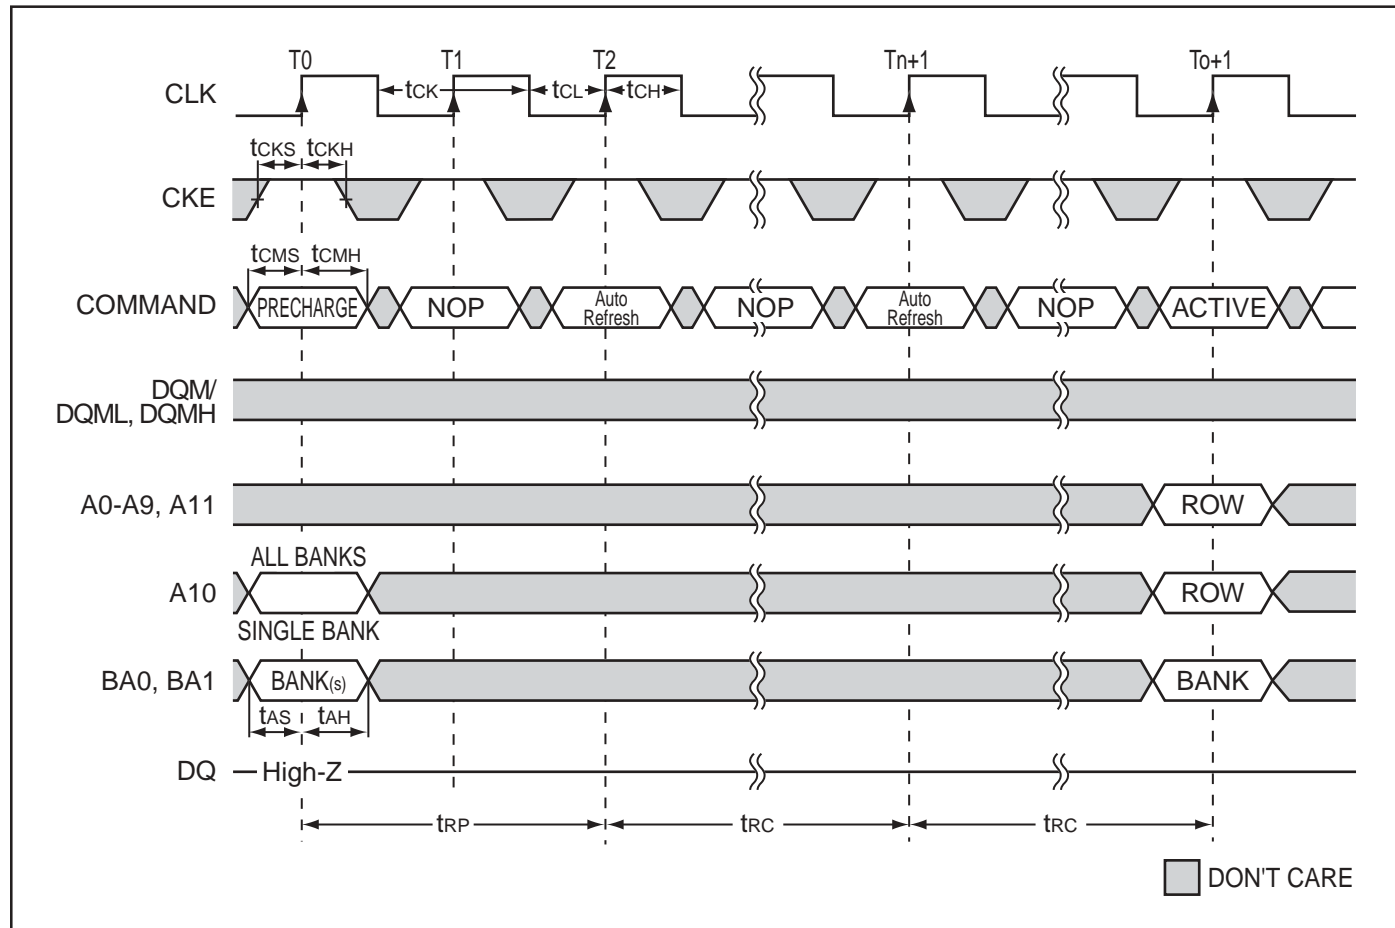 T0 T1 T2 Tn+1 To+1
CLK tCK tCL tCH
tCKS tCKH
CKE
tCMS tCMH
COMMAND PRECHARGE NOP Auto Refresh NOP Auto Refresh NOP ACTIVE
DQM/
DQML, DQMH
A0-A9, A11 ROW
ALL BANKS
A10 ROW
SINGLE BANK
BA0, BA1 BANK(s) BANK
tAS tAH
DQ High-Z
tRP tRC tRC
DON'T CARE